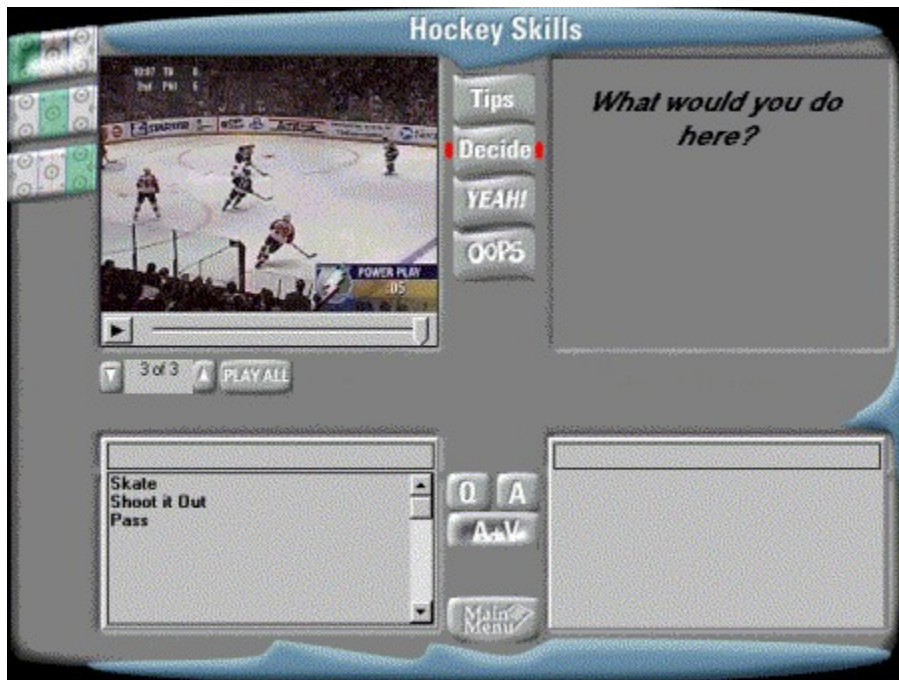 Hockey Skills
Tips
Decide
YEAH!
OOPS
What would you do
here?
POWER PLAY
:05
3 of 3
PLAY ALL
Skate
Shoot it Out
Pass
Q
A
Main
Menu